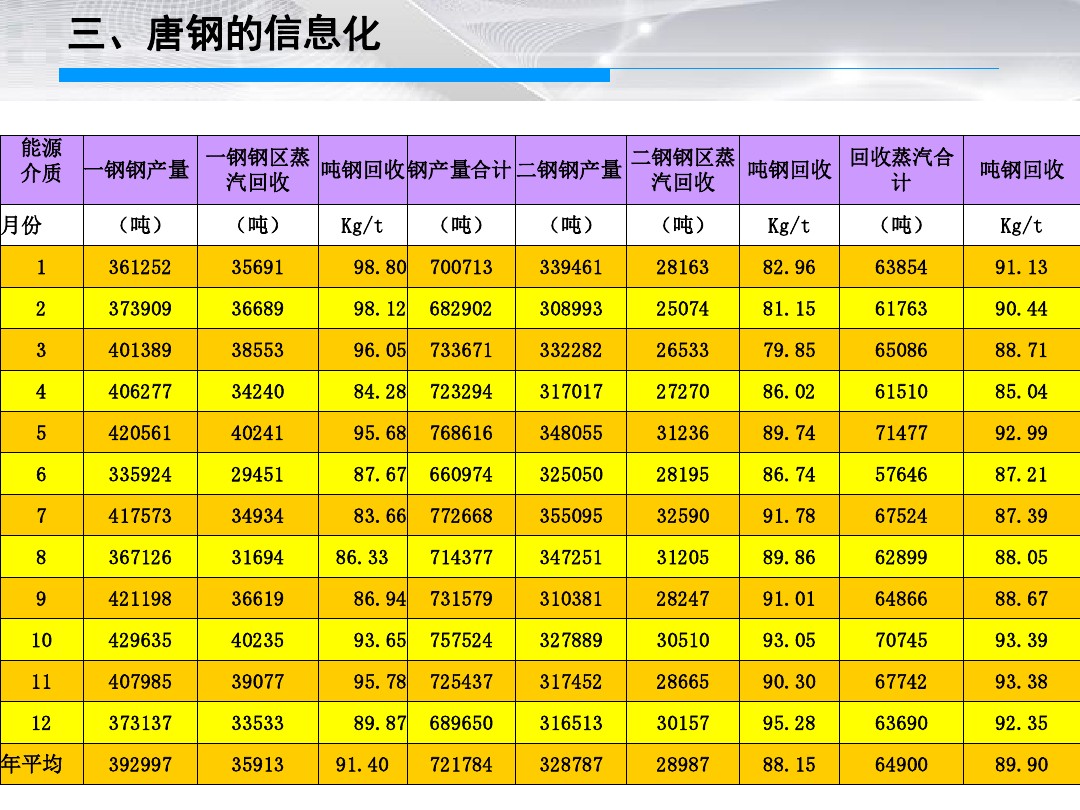 三、唐钢的信息化
能源介质 一钢钢产量 一钢钢区蒸汽回收 吨钢回收 钢产量合计 二钢钢产量 二钢钢区蒸汽回收 吨钢回收 回收蒸汽合计 吨钢回收
月份 （吨） （吨） Kg/t （吨） （吨） （吨） Kg/t （吨） Kg/t
1 361252 35691 98.80 700713 339461 28163 82.96 63854 91.13
2 373909 36689 98.12 682902 308993 25074 81.15 61763 90.44
3 401389 38553 96.05 733671 332282 26533 79.85 65086 88.71
4 406277 34240 84.28 723294 317017 27270 86.02 61510 85.04
5 420561 40241 95.68 768616 348055 31236 89.74 71477 92.99
6 335924 29451 87.67 660974 325050 28195 86.74 57646 87.21
7 417573 34934 83.66 772668 355095 32590 91.78 67524 87.39
8 367126 31694 86.33 714377 347251 31205 89.86 62899 88.05
9 421198 36619 86.94 731579 310381 28247 91.01 64866 88.67
10 429635 40235 93.65 757524 327889 30510 93.05 70745 93.39
11 407985 39077 95.78 725437 317452 28665 90.30 67742 93.38
12 373137 33533 89.87 689650 316513 30157 95.28 63690 92.35
年平均 392997 35913 91.40 721784 328787 28987 88.15 64900 89.90